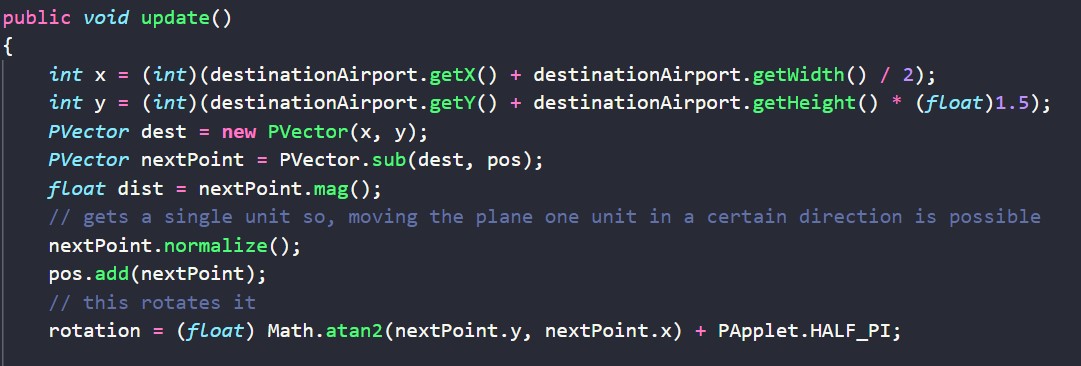 public void update()
{
int x = (int)(destinationAirport.getX() + destinationAirport.getWidth() / 2);
int y = (int)(destinationAirport.getY() + destinationAirport.getHeight() * (float)1.5);
PVector dest = new PVector(x, y);
PVector nextPoint = PVector.sub(dest, pos);
float dist = nextPoint.mag();
// gets a single unit so, moving the plane one unit in a certain direction is possible
nextPoint.normalize();
pos.add(nextPoint);
// this rotates it
rotation = (float) Math.atan2(nextPoint.y, nextPoint.x) + PApplet.HALF_PI;